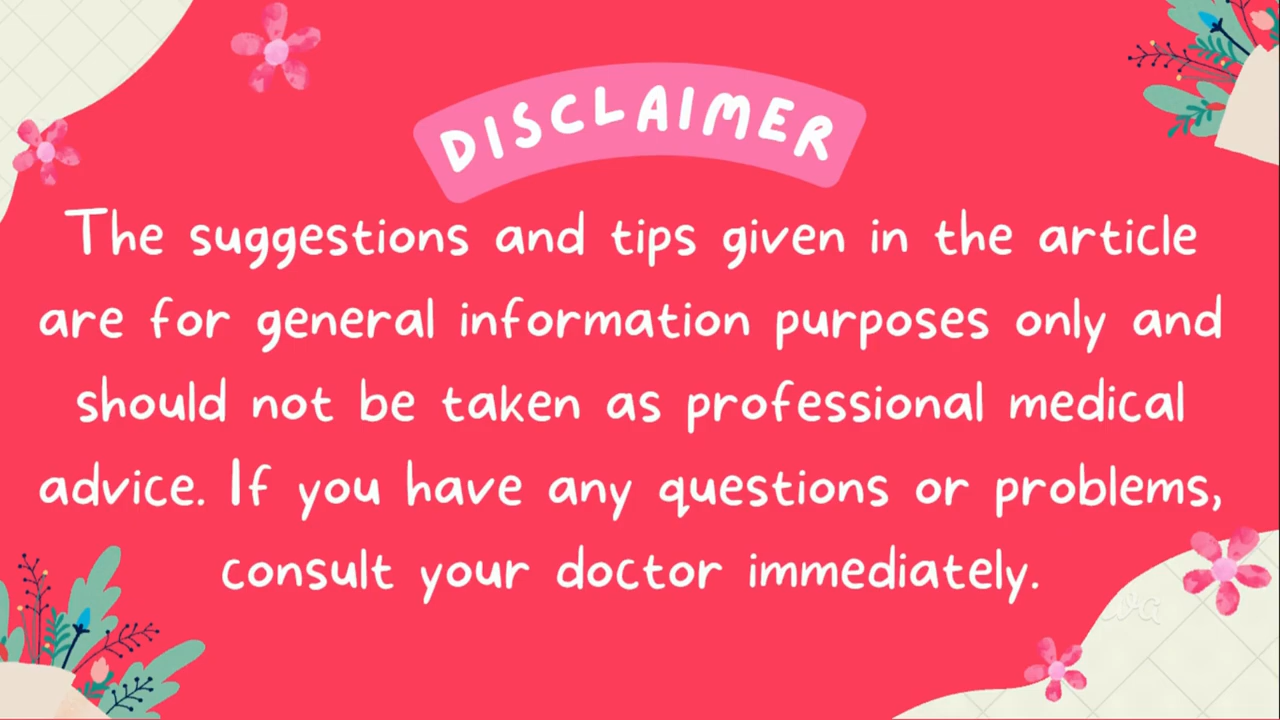 DISCLAIMER
The suggestions and tips given in the article
are for general information purposes only and
should not be taken as professional medical
advice. If you have any questions or problems,
consult your doctor immediately.